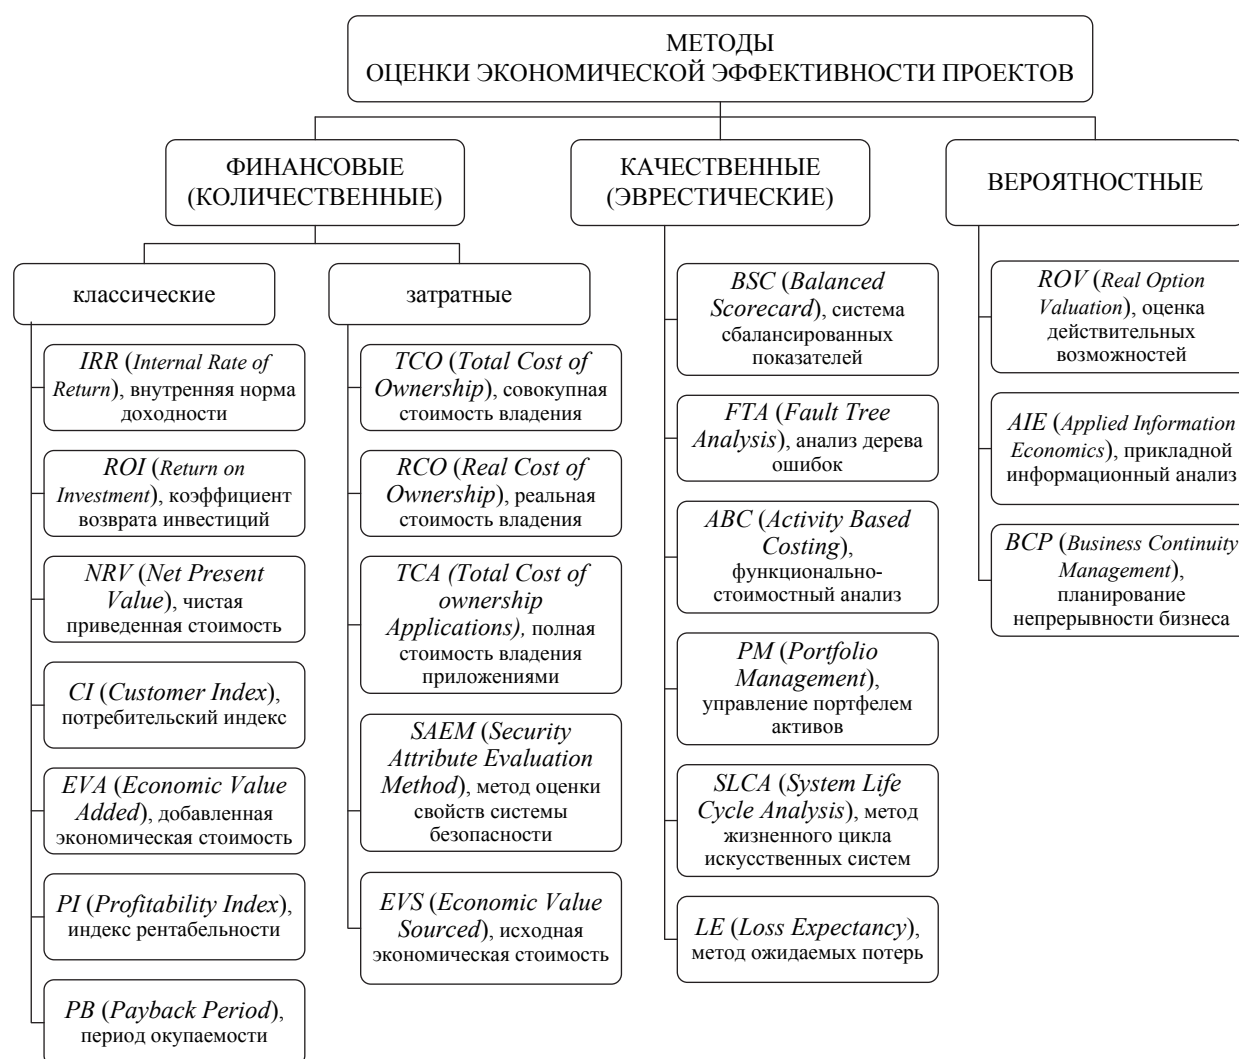 МЕТОДЫ
ОЦЕНКИ ЭКОНОМИЧЕСКОЙ ЭФФЕКТИВНОСТИ ПРОЕКТОВ
ФИНАНСОВЫЕ
(КОЛИЧЕСТВЕННЫЕ)
КАЧЕСТВЕННЫЕ
(ЭВРЕСТИЧЕСКИЕ)
ВЕРОЯТНОСТНЫЕ
классические
IRR (Internal Rate of
Return), внутренняя норма
доходности
ROI (Return on
Investment), коэффициент
возврата инвестиций
NRV (Net Present
Value), чистая
приведенная стоимость
CI (Customer Index),
потребительский индекс
EVA (Economic Value
Added), добавленная
экономическая стоимость
PI (Profitability Index),
индекс рентабельности
PB (Payback Period),
период окупаемости
затратные
TCO (Total Cost of
Ownership), совокупная
стоимость владения
RCO (Real Cost of
Ownership), реальная
стоимость владения
TCA (Total Cost of
ownership
Applications), полная
стоимость владения
приложениями
SAEM (Security
Attribute Evaluation
Method), метод оценки
свойств системы
безопасности
EVS (Economic Value
Sourced), исходная
экономическая стоимость
BSC (Balanced
Scorecard), система
сбалансированных
показателей
FTA (Fault Tree
Analysis), анализ дерева
ошибок
ABC (Activity Based
Costing),
функционально-
стоимостный анализ
PM (Portfolio
Management),
управление портфелем
активов
SLCA (System Life
Cycle Analysis), метод
жизненного цикла
искусственных систем
LE (Loss Expectancy),
метод ожидаемых потерь
ROV (Real Option
Valuation), оценка
действительных
возможностей
AIE (Applied Information
Economics), прикладной
информационный анализ
BCP (Business Continuity
Management),
планирование
непрерывности бизнеса